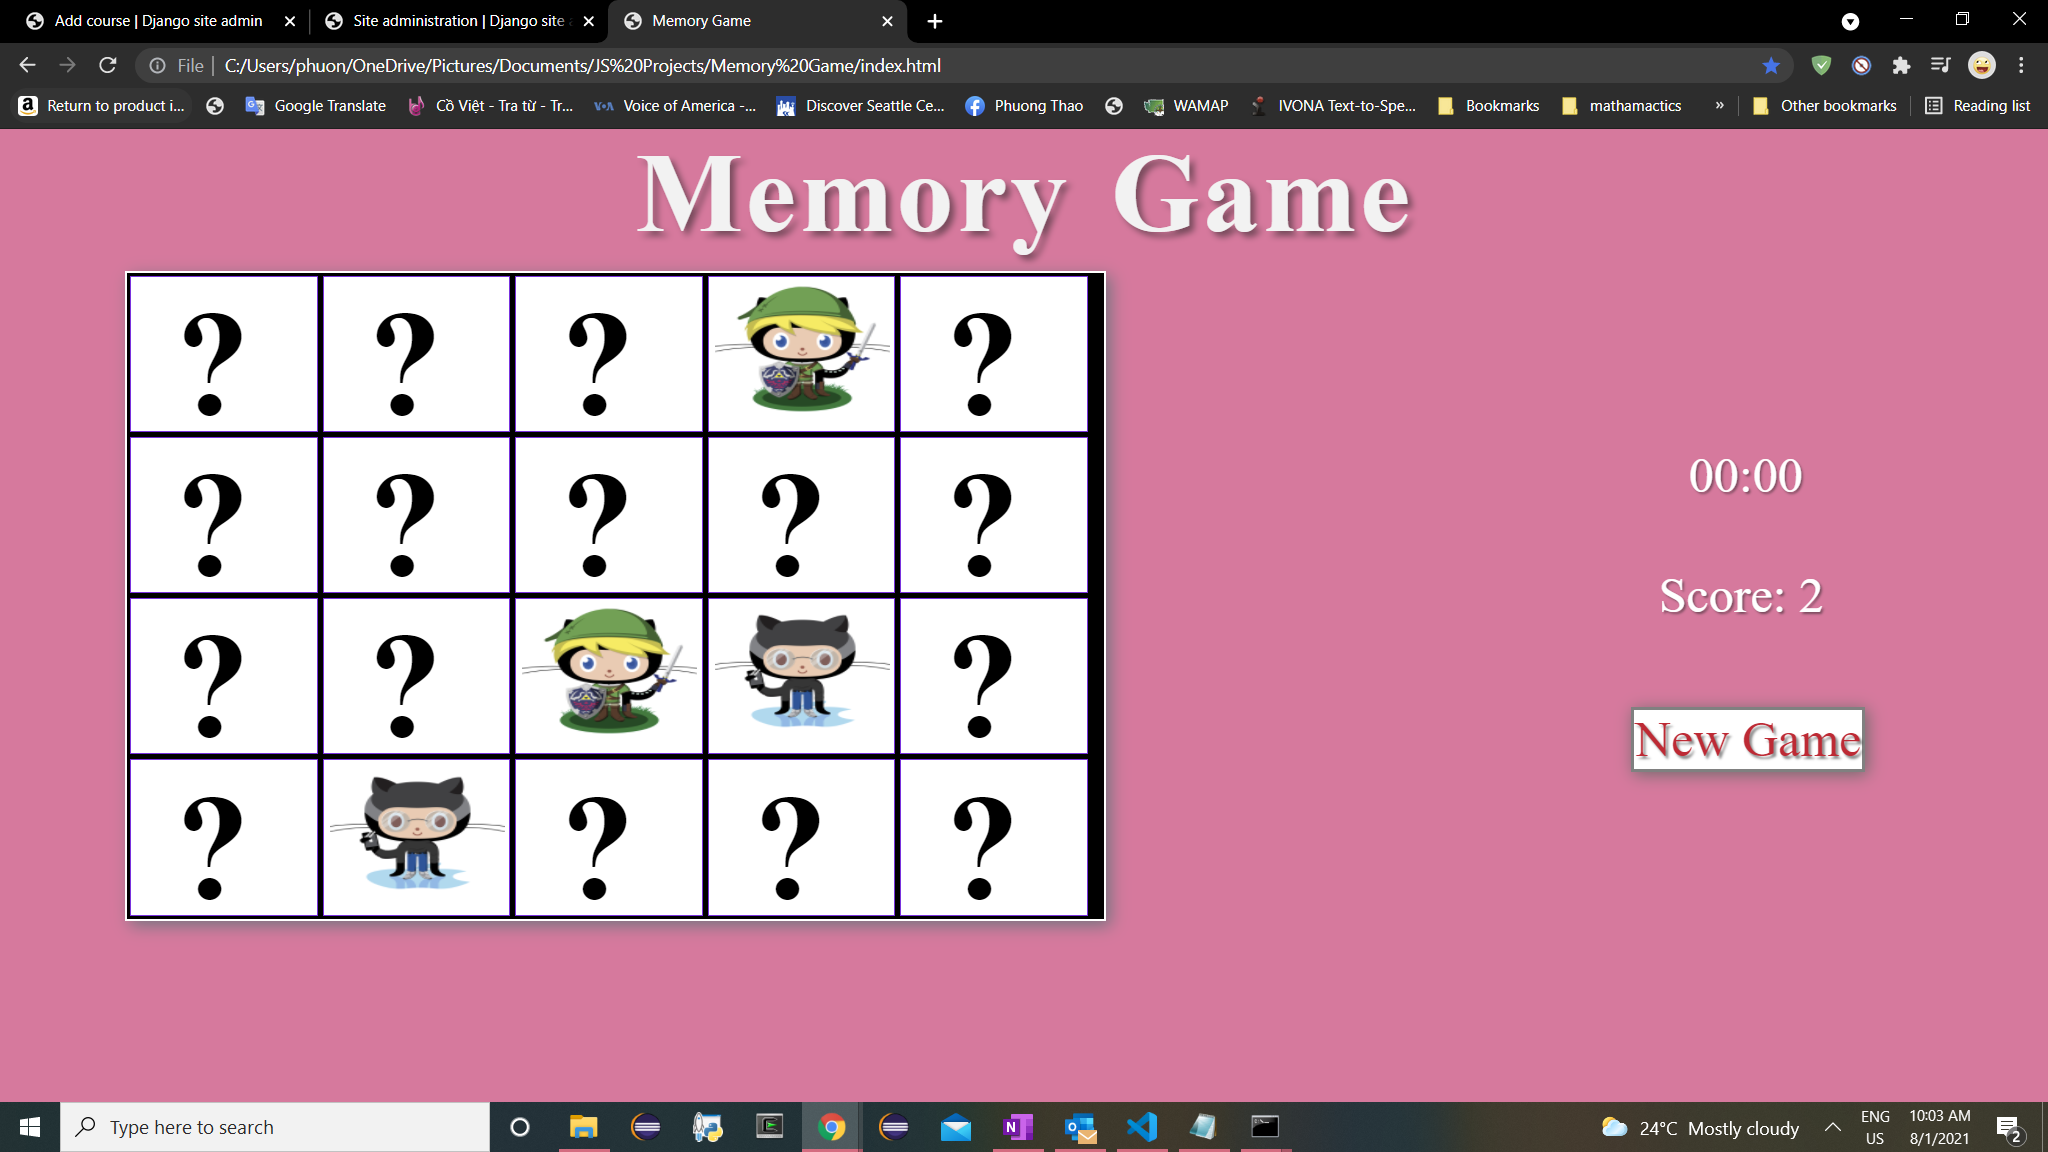 Add course | Django site admin
Site administration | Django site
Memory Game
File | C:/Users/phuon/OneDrive/Pictures/Documents/JS%20Projects/Memory%20Game/index.html
Return to product i...
Google Translate
Cồ Việt - Tra từ - Tr...
VOA
Voice of America -...
Discover Seattle Ce...
Phuong Thao
WAMAP
IVONA Text-to-Spe...
Bookmarks
mathamactics
»
Other bookmarks
Reading list
Memory Game
? ? ? ?
? ? ? ? ?
? ? ?
? ? ? ?
00:00
Score: 2
New Game
Type here to search
24°C Mostly cloudy
ENG
US
10:03 AM
8/1/2021
2